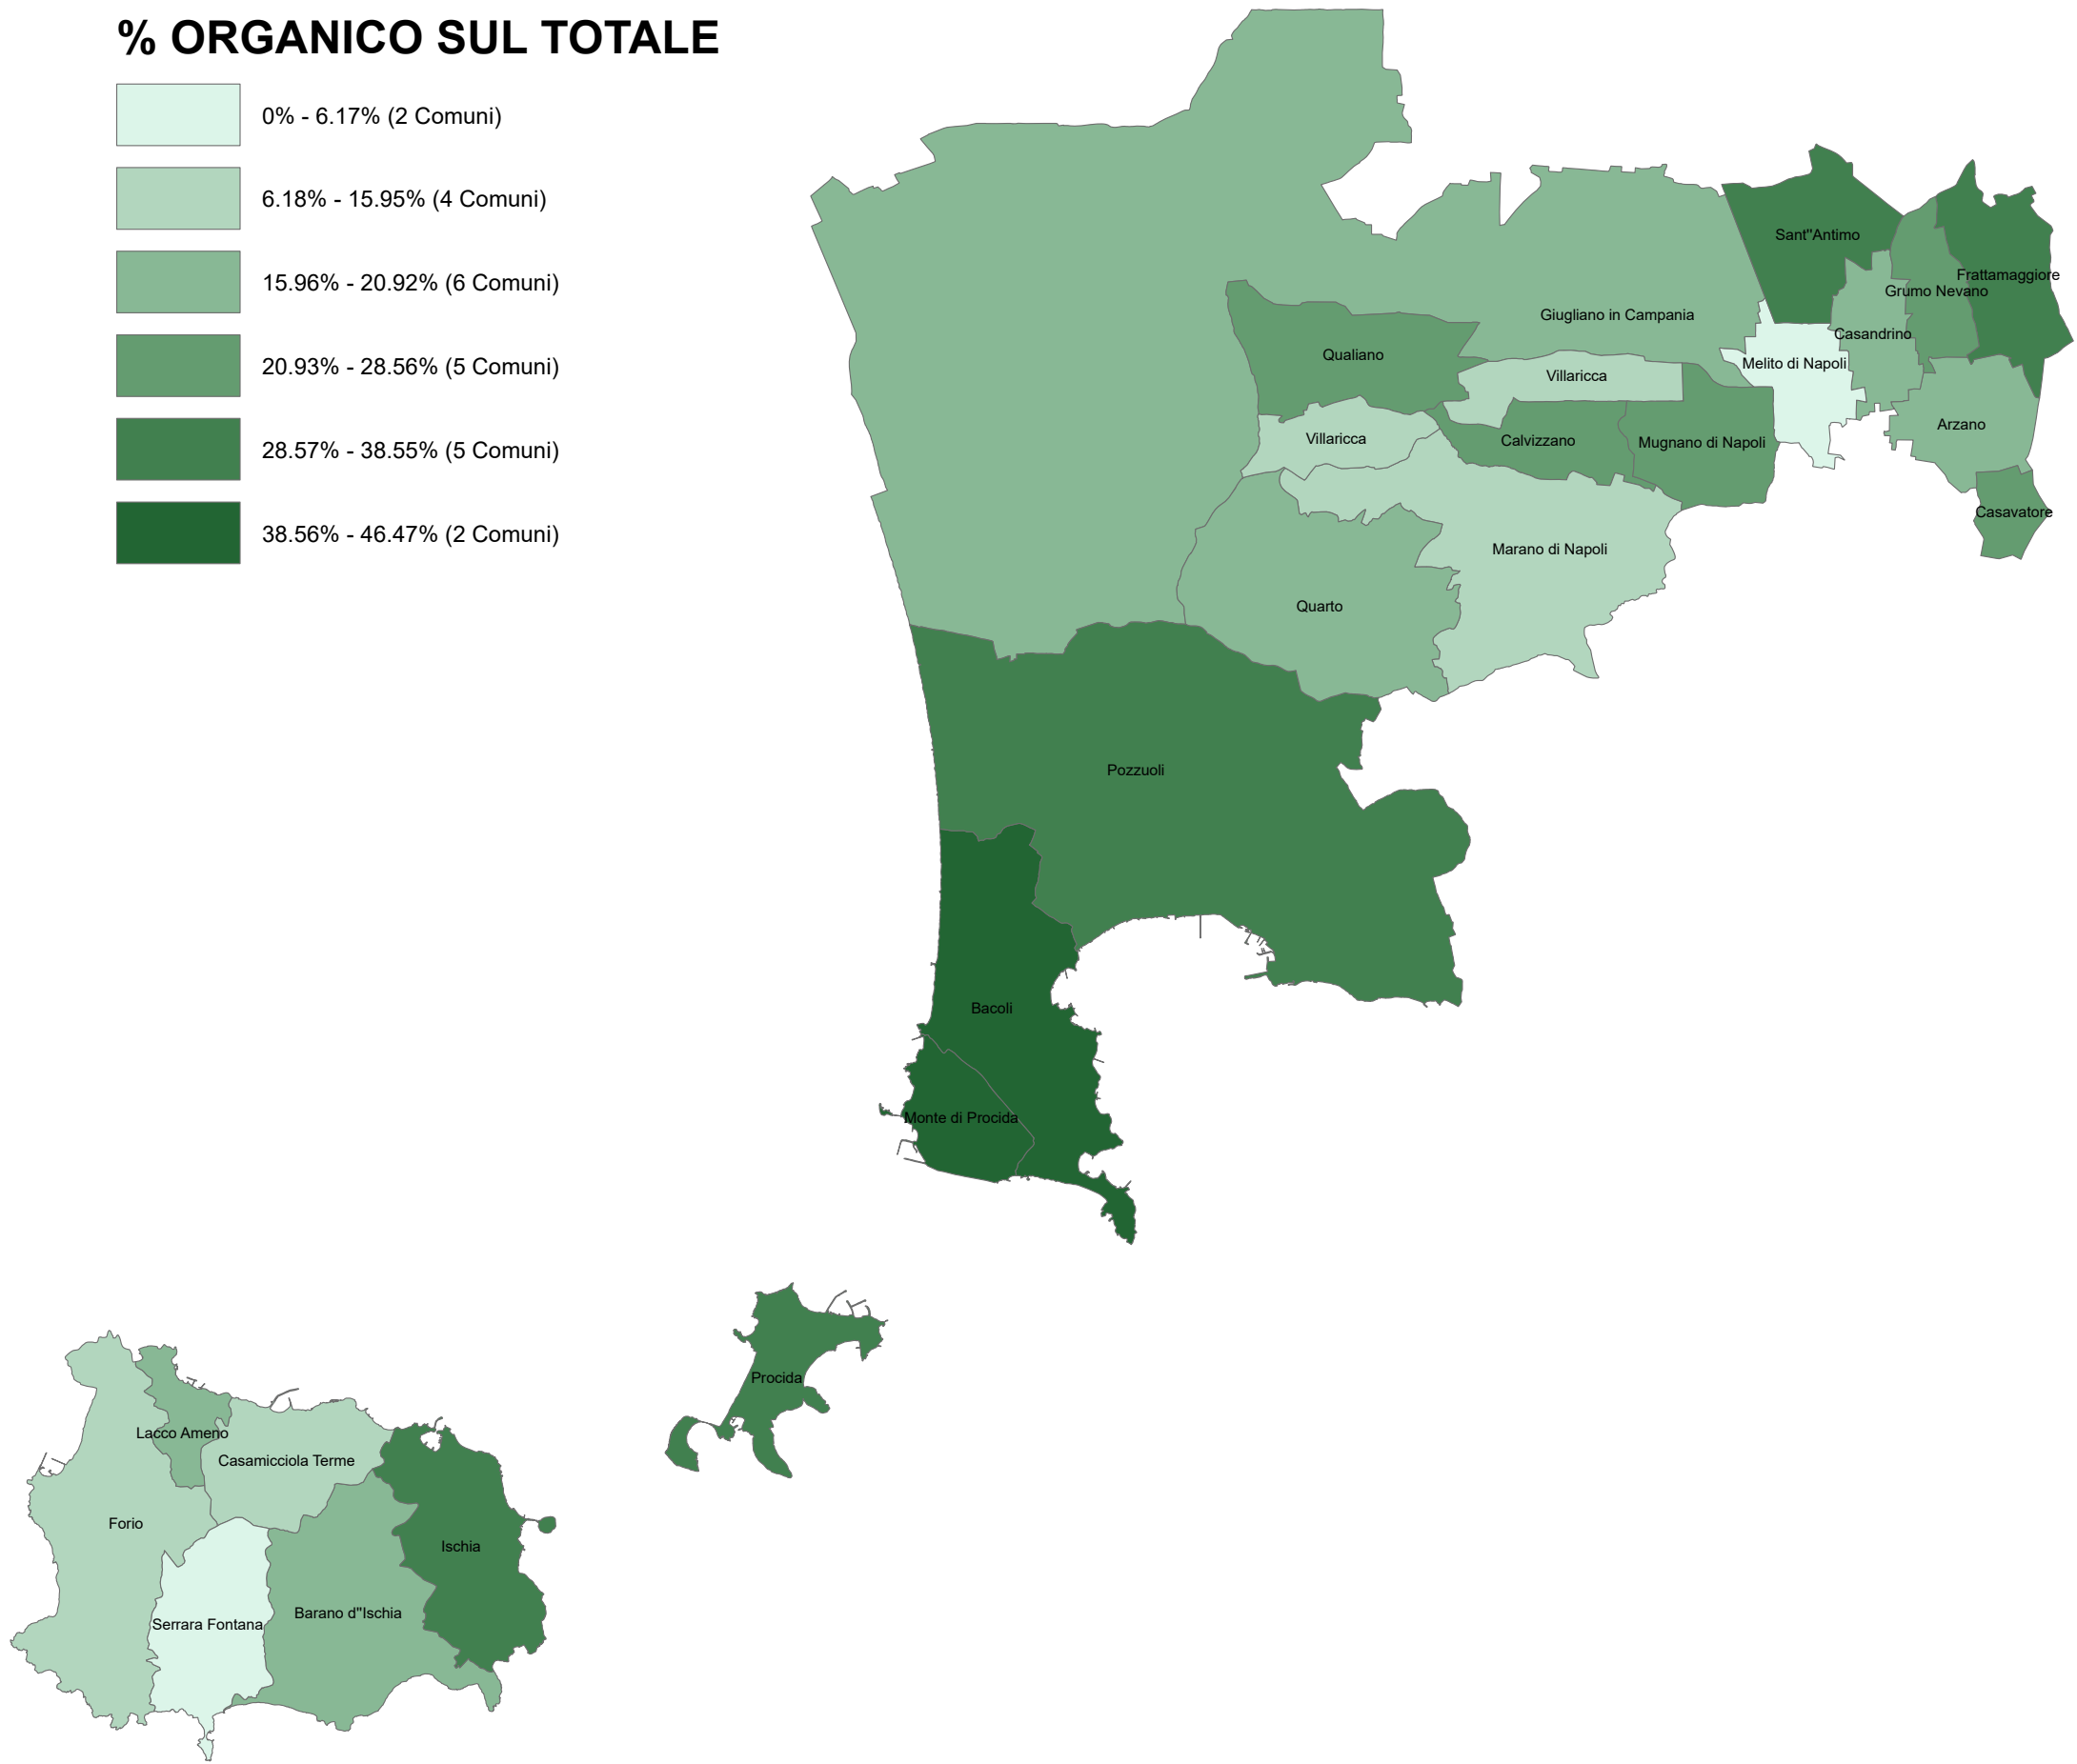 % ORGANICO SUL TOTALE
0% - 6.17% (2 Comuni)
6.18% - 15.95% (4 Comuni)
15.96% - 20.92% (6 Comuni)
20.93% - 28.56% (5 Comuni)
28.57% - 38.55% (5 Comuni)
38.56% - 46.47% (2 Comuni)
Sant"Antimo
Frattamaggiore
Grumo Nevano
Giugliano in Campania
Casandrino
Qualiano
Melito di Napoli
Villaricca
Arzano
Villaricca
Calvizzano
Mugnano di Napoli
Casavatore
Marano di Napoli
Quarto
Pozzuoli
Bacoli
Monte di Procida
Procida
Lacco Ameno
Casamicciola Terme
Forio
Ischia
Barano d"Ischia
Serrara Fontana